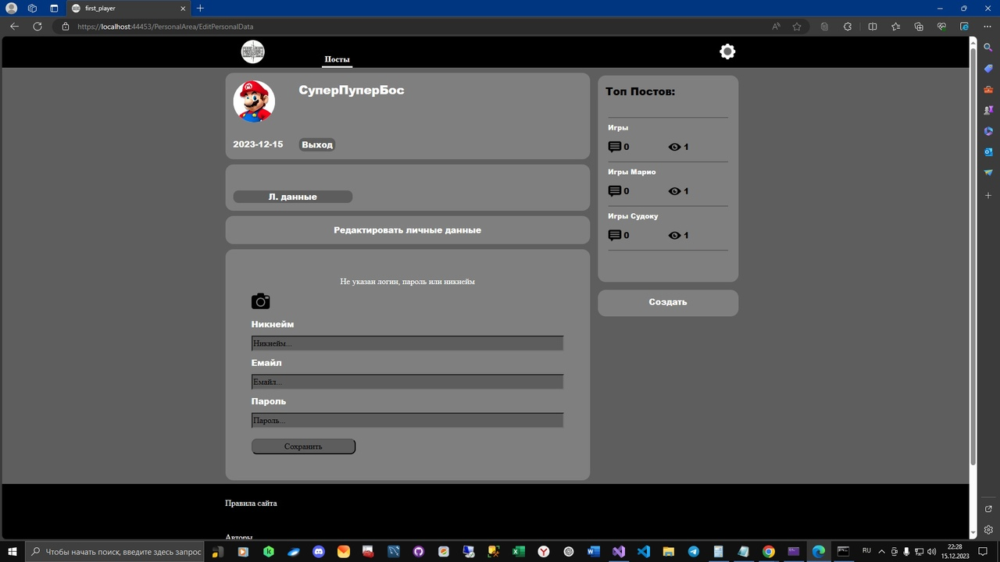 first_player
https://localhost:44453/PersonalArea/EditPersonalData
Посты
СуперПуперБос
2023-12-15
Выход
Л. данные
Редактировать личные данные
Не указан логин, пароль или никнейм
Никнейм
Никнейм...
Емайл
Емайл...
Пароль
Пароль...
Сохранить
Топ Постов:
Игры
0 1
Игры Марио
0 1
Игры Судоку
0 1
Создать
Правила сайта
Авторы
Чтобы начать поиск, введите здесь запрос
RU
22:28
15.12.2023